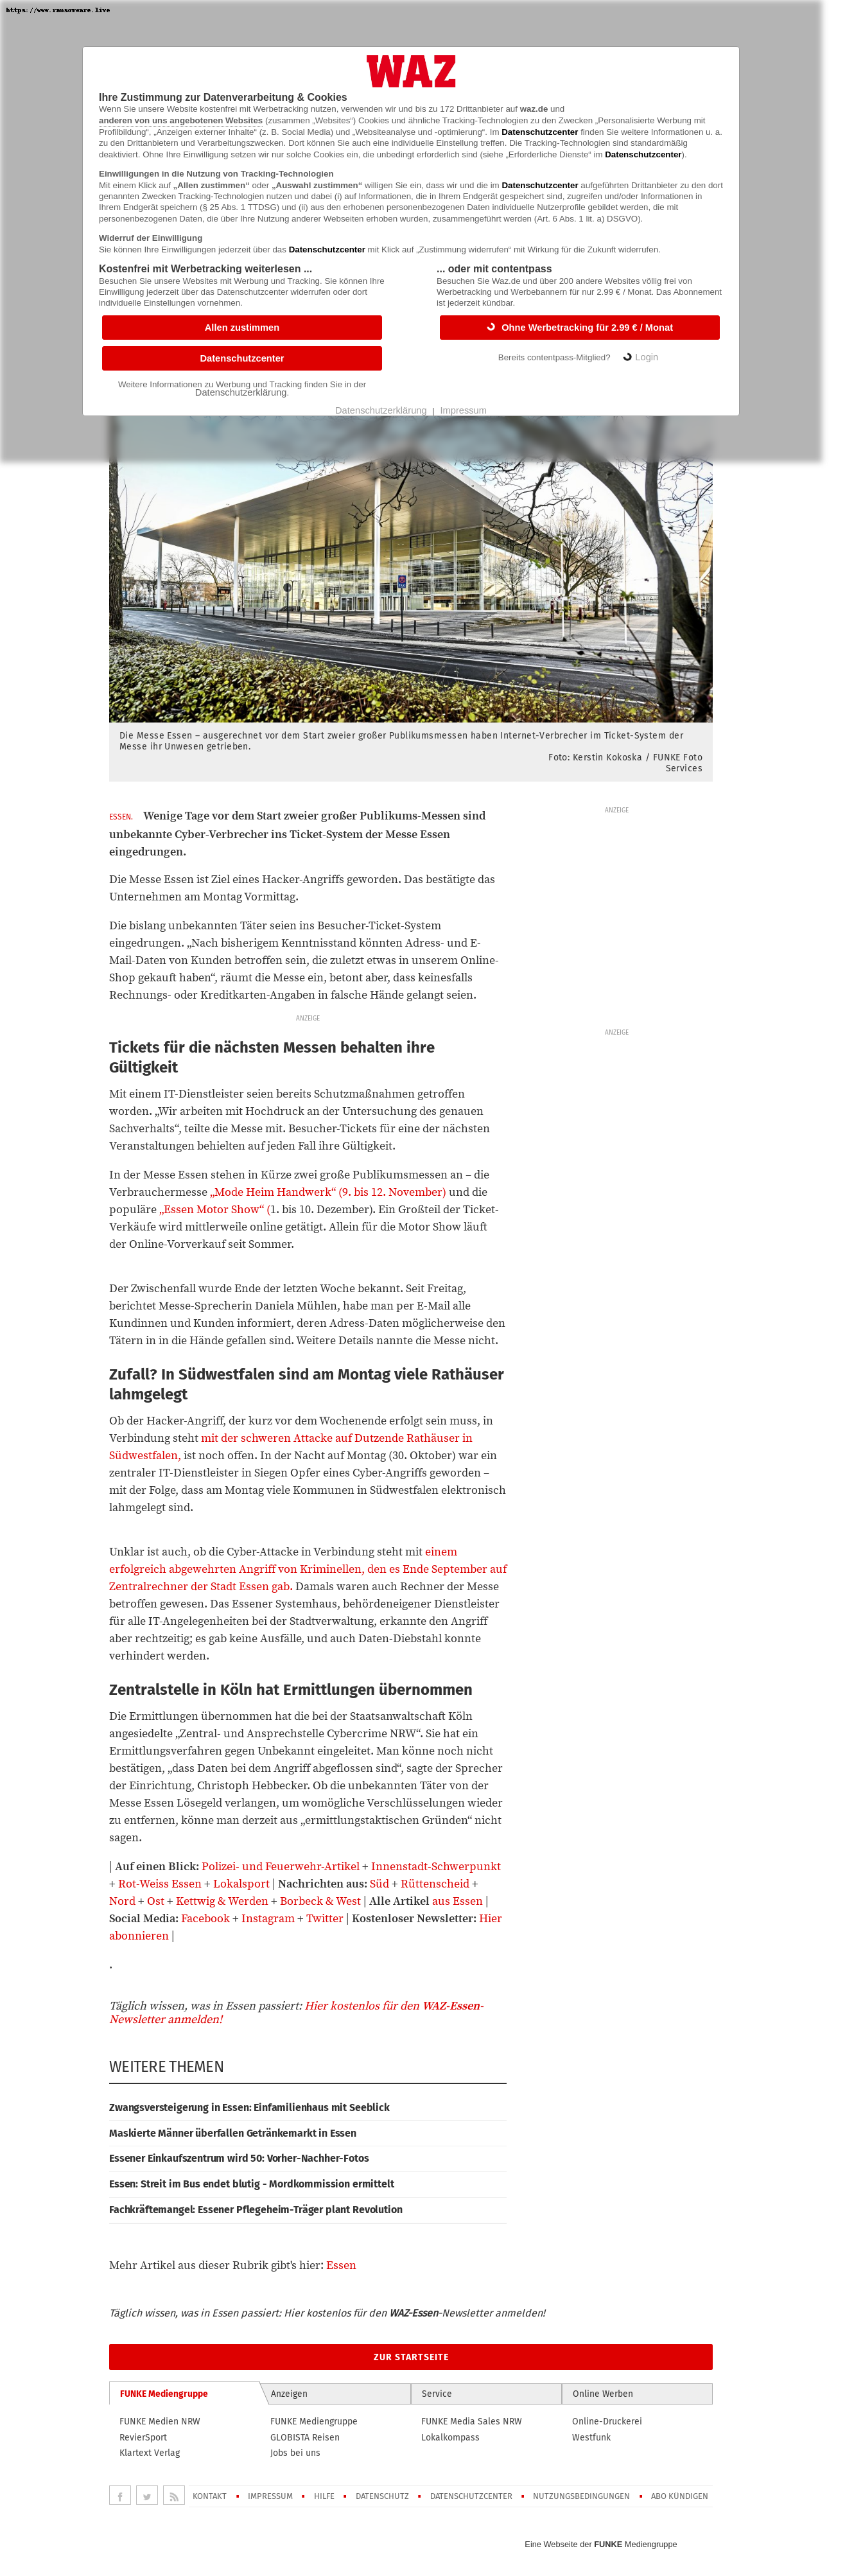 https://www.ransomware.live
WAZ
Ihre Zustimmung zur Datenverarbeitung & Cookies
Wenn Sie unsere Website kostenfrei mit Werbetracking nutzen, verwenden wir und bis zu 172 Drittanbieter auf waz.de und
anderen von uns angebotenen Websites (zusammen „Websites“) Cookies und ähnliche Tracking-Technologien zu den Zwecken „Personalisierte Werbung mit
Profilbildung“, „Anzeigen externer Inhalte“ (z. B. Social Media) und „Websiteanalyse und -optimierung“. Im Datenschutzcenter finden Sie weitere Informationen u. a.
zu den Drittanbietern und Verarbeitungszwecken. Dort können Sie auch eine individuelle Einstellung treffen. Die Tracking-Technologien sind standardmäßig
deaktiviert. Ohne Ihre Einwilligung setzen wir nur solche Cookies ein, die unbedingt erforderlich sind (siehe „Erforderliche Dienste“ im Datenschutzcenter).
Einwilligungen in die Nutzung von Tracking-Technologien
Mit einem Klick auf „Allen zustimmen“ oder „Auswahl zustimmen“ willigen Sie ein, dass wir und die im Datenschutzcenter aufgeführten Drittanbieter zu den dort
genannten Zwecken Tracking-Technologien nutzen und dabei (i) auf Informationen, die in Ihrem Endgerät gespeichert sind, zugreifen und/oder Informationen in
Ihrem Endgerät speichern (§ 25 Abs. 1 TTDSG) und (ii) aus den erhobenen personenbezogenen Daten individuelle Nutzerprofile gebildet werden, die mit
personenbezogenen Daten, die über Ihre Nutzung anderer Webseiten erhoben wurden, zusammengeführt werden (Art. 6 Abs. 1 lit. a) DSGVO).
Widerruf der Einwilligung
Sie können Ihre Einwilligungen jederzeit über das Datenschutzcenter mit Klick auf „Zustimmung widerrufen“ mit Wirkung für die Zukunft widerrufen.
Kostenfrei mit Werbetracking weiterlesen ...
Besuchen Sie unsere Websites mit Werbung und Tracking. Sie können Ihre
Einwilligung jederzeit über das Datenschutzcenter widerrufen oder dort
individuelle Einstellungen vornehmen.
Allen zustimmen
Datenschutzcenter
Weitere Informationen zu Werbung und Tracking finden Sie in der
Datenschutzerklärung.
... oder mit contentpass
Besuchen Sie Waz.de und über 200 andere Websites völlig frei von
Werbetracking und Werbebannern für nur 2.99 € / Monat. Das Abonnement
ist jederzeit kündbar.
Ohne Werbetracking für 2.99 € / Monat
Bereits contentpass-Mitglied? Login
Datenschutzerklärung | Impressum
Die Messe Essen – ausgerechnet vor dem Start zweier großer Publikumsmessen haben Internet-Verbrecher im Ticket-System der
Messe ihr Unwesen getrieben.
Foto: Kerstin Kokoska / FUNKE Foto
Services
ESSEN. Wenige Tage vor dem Start zweier großer Publikums-Messen sind
unbekannte Cyber-Verbrecher ins Ticket-System der Messe Essen
eingedrungen.
ANZEIGE
Die Messe Essen ist Ziel eines Hacker-Angriffs geworden. Das bestätigte das
Unternehmen am Montag Vormittag.
Die bislang unbekannten Täter seien ins Besucher-Ticket-System
eingedrungen. „Nach bisherigem Kenntnisstand könnten Adress- und E-
Mail-Daten von Kunden betroffen sein, die zuletzt etwas in unserem Online-
Shop gekauft haben“, räumt die Messe ein, betont aber, dass keinesfalls
Rechnungs- oder Kreditkarten-Angaben in falsche Hände gelangt seien.
ANZEIGE
ANZEIGE
Tickets für die nächsten Messen behalten ihre
Gültigkeit
Mit einem IT-Dienstleister seien bereits Schutzmaßnahmen getroffen
worden. „Wir arbeiten mit Hochdruck an der Untersuchung des genauen
Sachverhalts“, teilte die Messe mit. Besucher-Tickets für eine der nächsten
Veranstaltungen behielten auf jeden Fall ihre Gültigkeit.
In der Messe Essen stehen in Kürze zwei große Publikumsmessen an – die
Verbrauchermesse „Mode Heim Handwerk“ (9. bis 12. November) und die
populäre „Essen Motor Show“ (1. bis 10. Dezember). Ein Großteil der Ticket-
Verkäufe wird mittlerweile online getätigt. Allein für die Motor Show läuft
der Online-Vorverkauf seit Sommer.
Der Zwischenfall wurde Ende der letzten Woche bekannt. Seit Freitag,
berichtet Messe-Sprecherin Daniela Mühlen, habe man per E-Mail alle
Kundinnen und Kunden informiert, deren Adress-Daten möglicherweise den
Tätern in in die Hände gefallen sind. Weitere Details nannte die Messe nicht.
Zufall? In Südwestfalen sind am Montag viele Rathäuser
lahmgelegt
Ob der Hacker-Angriff, der kurz vor dem Wochenende erfolgt sein muss, in
Verbindung steht mit der schweren Attacke auf Dutzende Rathäuser in
Südwestfalen, ist noch offen. In der Nacht auf Montag (30. Oktober) war ein
zentraler IT-Dienstleister in Siegen Opfer eines Cyber-Angriffs geworden –
mit der Folge, dass am Montag viele Kommunen in Südwestfalen elektronisch
lahmgelegt sind.
Unklar ist auch, ob die Cyber-Attacke in Verbindung steht mit einem
erfolgreich abgewehrten Angriff von Kriminellen, den es Ende September auf
Zentralrechner der Stadt Essen gab. Damals waren auch Rechner der Messe
betroffen gewesen. Das Essener Systemhaus, behördeneigener Dienstleister
für alle IT-Angelegenheiten bei der Stadtverwaltung, erkannte den Angriff
aber rechtzeitig; es gab keine Ausfälle, und auch Daten-Diebstahl konnte
verhindert werden.
Zentralstelle in Köln hat Ermittlungen übernommen
Die Ermittlungen übernommen hat die bei der Staatsanwaltschaft Köln
angesiedelte „Zentral- und Ansprechstelle Cybercrime NRW“. Sie hat ein
Ermittlungsverfahren gegen Unbekannt eingeleitet. Man könne noch nicht
bestätigen, „dass Daten bei dem Angriff abgeflossen sind“, sagte der Sprecher
der Einrichtung, Christoph Hebbecker. Ob die unbekannten Täter von der
Messe Essen Lösegeld verlangen, um womögliche Verschlüsselungen wieder
zu entfernen, könne man derzeit aus „ermittlungstaktischen Gründen“ nicht
sagen.
| Auf einen Blick: Polizei- und Feuerwehr-Artikel + Innenstadt-Schwerpunkt
+ Rot-Weiss Essen + Lokalsport | Nachrichten aus: Süd + Rüttenscheid +
Nord + Ost + Kettwig & Werden + Borbeck & West | Alle Artikel aus Essen |
Social Media: Facebook + Instagram + Twitter | Kostenloser Newsletter: Hier
abonnieren |
.
Täglich wissen, was in Essen passiert: Hier kostenlos für den WAZ-Essen-
Newsletter anmelden!
WEITERE THEMEN
Zwangsversteigerung in Essen: Einfamilienhaus mit Seeblick
Maskierte Männer überfallen Getränkemarkt in Essen
Essener Einkaufszentrum wird 50: Vorher-Nachher-Fotos
Essen: Streit im Bus endet blutig - Mordkommission ermittelt
Fachkräftemangel: Essener Pflegeheim-Träger plant Revolution
Mehr Artikel aus dieser Rubrik gibt's hier: Essen
Täglich wissen, was in Essen passiert: Hier kostenlos für den WAZ-Essen-Newsletter anmelden!
ZUR STARTSEITE
FUNKE Mediengruppe Anzeigen Service Online Werben
FUNKE Medien NRW FUNKE Mediengruppe FUNKE Media Sales NRW Online-Druckerei
RevierSport GLOBISTA Reisen Lokalkompass Westfunk
Klartext Verlag Jobs bei uns
KONTAKT IMPRESSUM HILFE DATENSCHUTZ DATENSCHUTZCENTER NUTZUNGSBEDINGUNGEN ABO KÜNDIGEN
Eine Webseite der FUNKE Mediengruppe